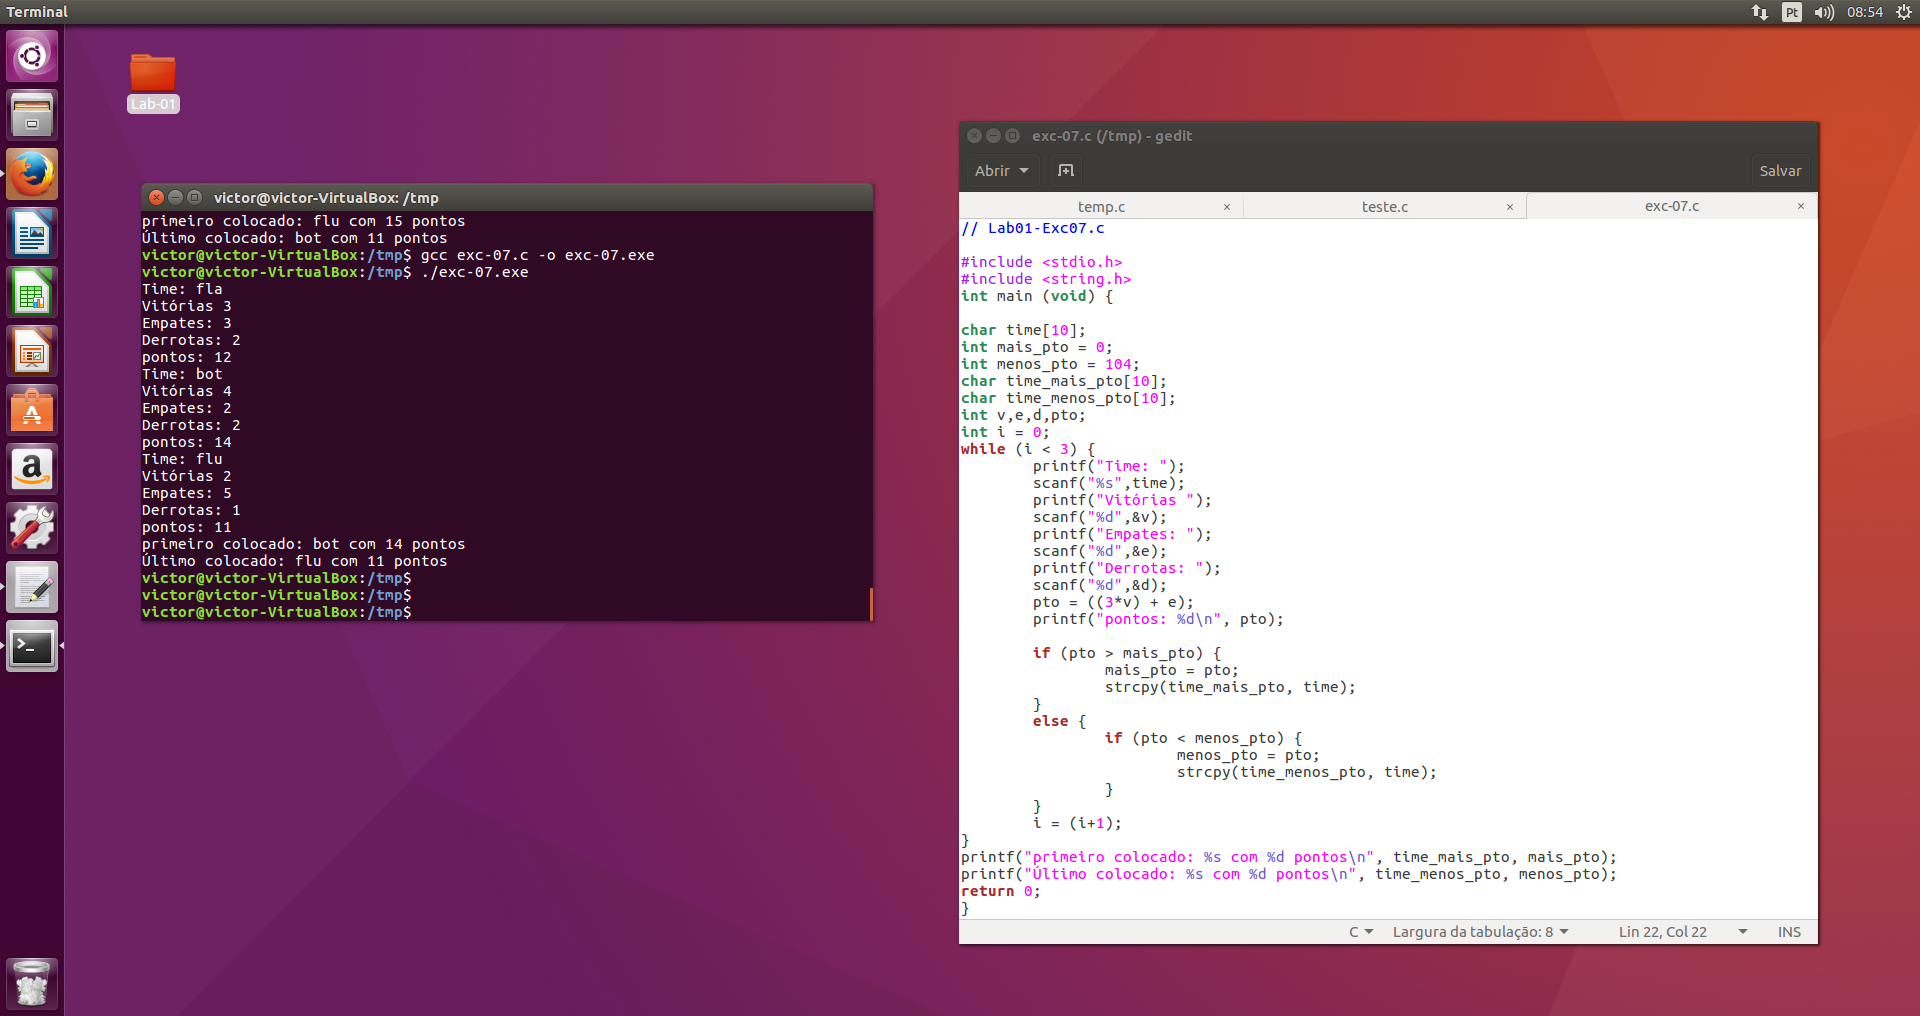 Terminal
Pt
08:54
Lab-01
victor@victor-VirtualBox: /tmp
primeiro colocado: flu com 15 pontos
Último colocado: bot com 11 pontos
victor@victor-VirtualBox:/tmp$ gcc exc-07.c -o exc-07.exe
victor@victor-VirtualBox:/tmp$ ./exc-07.exe
Time: fla
Vitórias 3
Empates: 3
Derrotas: 2
pontos: 12
Time: bot
Vitórias 4
Empates: 2
Derrotas: 2
pontos: 14
Time: flu
Vitórias 2
Empates: 5
Derrotas: 1
pontos: 11
primeiro colocado: bot com 14 pontos
Último colocado: flu com 11 pontos
victor@victor-VirtualBox:/tmp$
victor@victor-VirtualBox:/tmp$
victor@victor-VirtualBox:/tmp$
exc-07.c (/tmp) - gedit
Abrir
Salvar
temp.c
teste.c
exc-07.c
// Lab01-Exc07.c
#include <stdio.h>
#include <string.h>
int main (void) {
char time[10];
int mais_pto = 0;
int menos_pto = 104;
char time_mais_pto[10];
char time_menos_pto[10];
int v,e,d,pto;
int i = 0;
while (i < 3) {
printf("Time: ");
scanf("%s",time);
printf("Vitórias ");
scanf("%d",&v);
printf("Empates: ");
scanf("%d",&e);
printf("Derrotas: ");
scanf("%d",&d);
pto = ((3*v) + e);
printf("pontos: %d\n", pto);
if (pto > mais_pto) {
mais_pto = pto;
strcpy(time_mais_pto, time);
}
else {
if (pto < menos_pto) {
menos_pto = pto;
strcpy(time_menos_pto, time);
}
}
i = (i+1);
}
printf("primeiro colocado: %s com %d pontos\n", time_mais_pto, mais_pto);
printf("Último colocado: %s com %d pontos\n", time_menos_pto, menos_pto);
return 0;
}
C
Largura da tabulação: 8
Lin 22, Col 22
INS